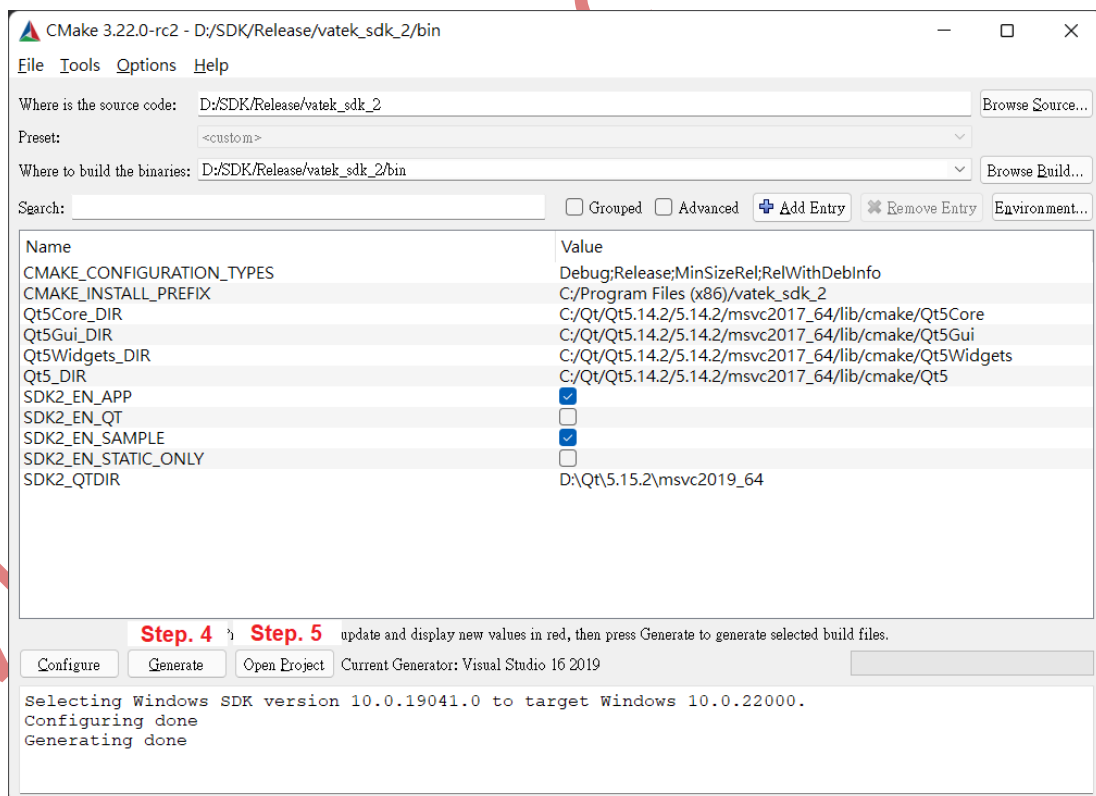 CMake 3.22.0-rc2 - D:/SDK/Release/vatek_sdk_2/bin
File Tools Options Help
Where is the source code: D:/SDK/Release/vatek_sdk_2 Browse Source...
Preset: <custom>
Where to build the binaries: D:/SDK/Release/vatek_sdk_2/bin Browse Build...
Search: Grouped Advanced Add Entry Remove Entry Environment...
Name Value
CMAKE_CONFIGURATION_TYPES Debug;Release;MinSizeRel;RelWithDebInfo
CMAKE_INSTALL_PREFIX C:/Program Files (x86)/vatek_sdk_2
Qt5Core_DIR C:/Qt/Qt5.14.2/5.14.2/msvc2017_64/lib/cmake/Qt5Core
Qt5Gui_DIR C:/Qt/Qt5.14.2/5.14.2/msvc2017_64/lib/cmake/Qt5Gui
Qt5Widgets_DIR C:/Qt/Qt5.14.2/5.14.2/msvc2017_64/lib/cmake/Qt5Widgets
Qt5_DIR C:/Qt/Qt5.14.2/5.14.2/msvc2017_64/lib/cmake/Qt5
SDK2_EN_APP
SDK2_EN_QT
SDK2_EN_SAMPLE
SDK2_EN_STATIC_ONLY
SDK2_QTDIR D:\Qt\5.15.2\msvc2019_64
Step. 4 Step. 5 update and display new values in red, then press Generate to generate selected build files.
Configure Generate Open Project Current Generator: Visual Studio 16 2019
Selecting Windows SDK version 10.0.19041.0 to target Windows 10.0.22000.
Configuring done
Generating done